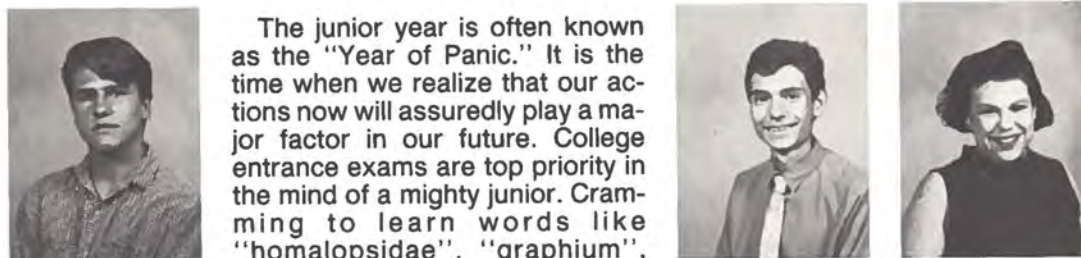 The junior year is often known
as the "Year of Panic." It is the
time when we realize that our ac-
tions now will assuredly play a ma-
jor factor in our future. College
entrance exams are top priority in
the mind of a mighty junior. Cram-
ming to learn words like
"homalopsidae", "graphium",